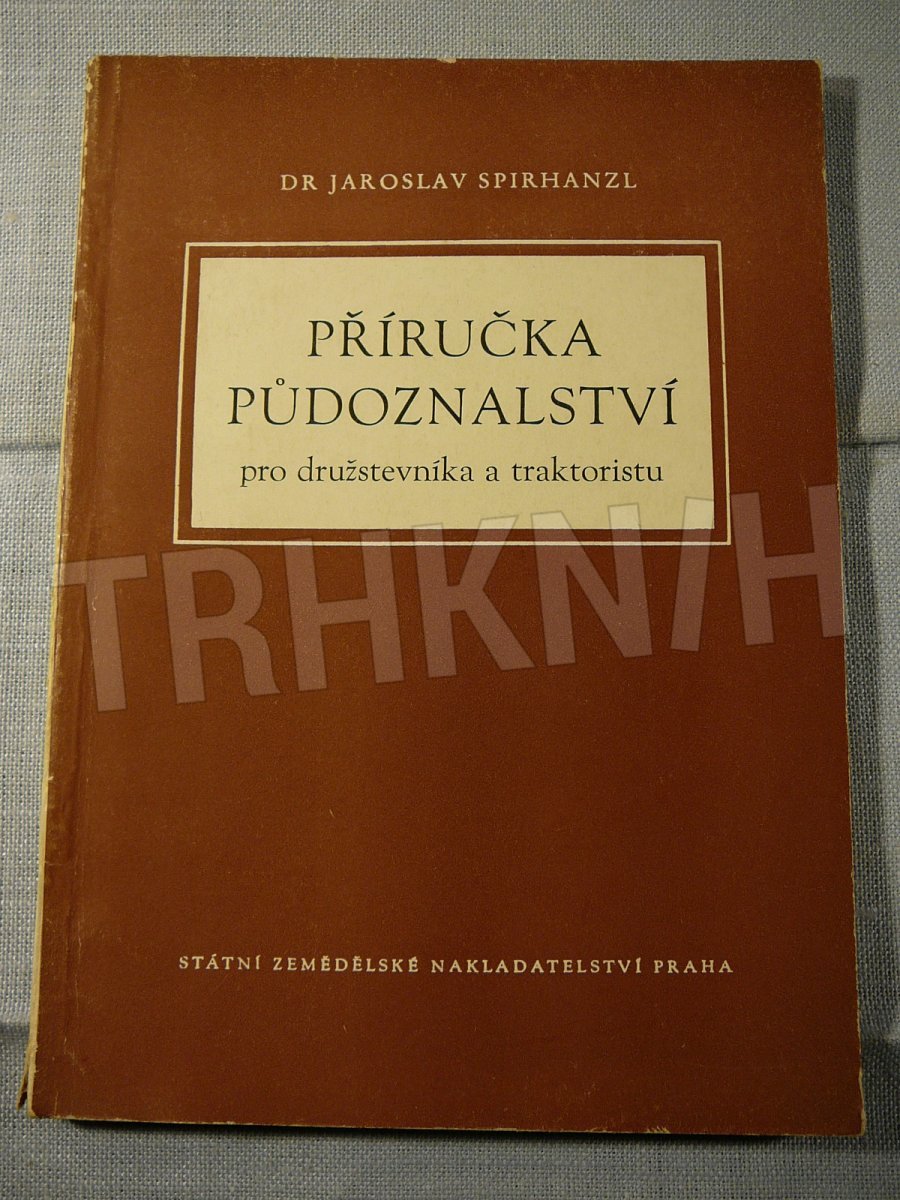 DR JAROSLAV SPIRHANZL
PŘÍRUČKA
PŮDOZNALSTVÍ
pro družstevníka a traktoristu
TRHKNIH
STÁTNÍ ZEMĚDĚLSKÉ NAKLADATELSTVÍ PRAHA